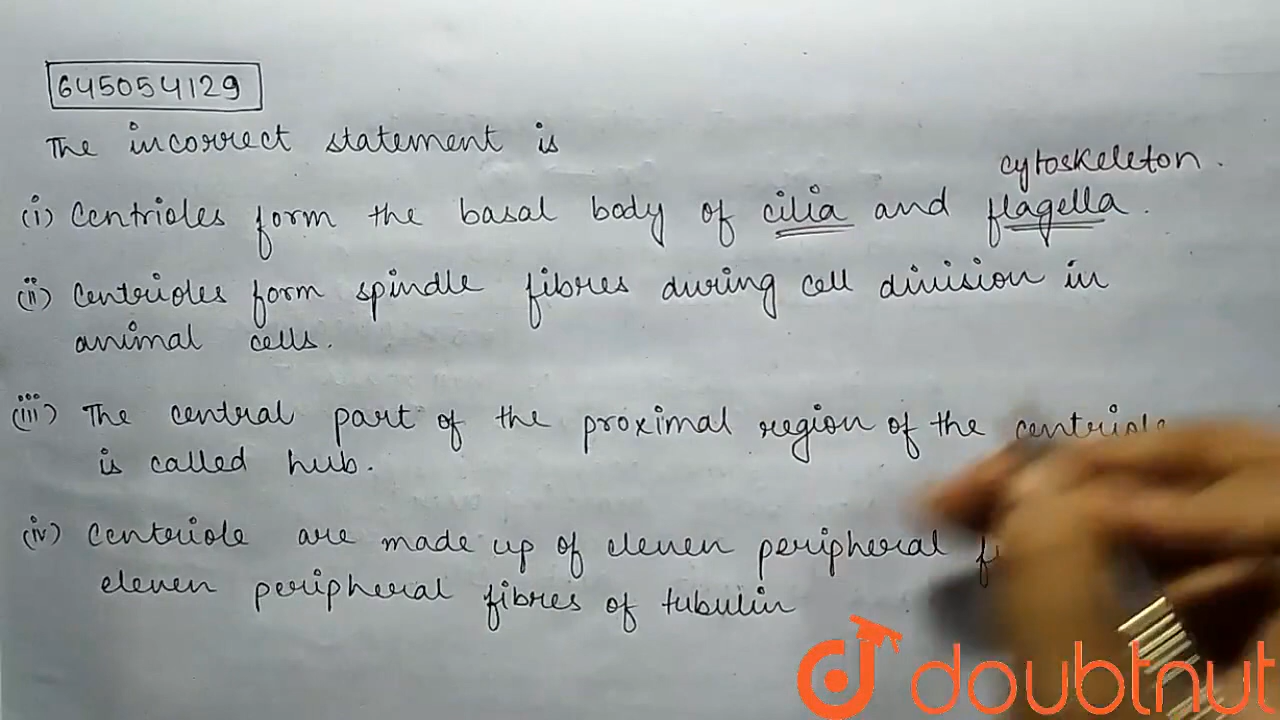 645054129
The incorrect statement is
cytoskeleton.
(i) Centrioles form the basal body of cilia and flagella.
(ii) Centrioles form spindle fibres during cell division in
animal cells.
(iii) The central part of the proximal region of the centriole
is called hub.
(iv) Centriole are made up of eleven peripheral
eleven peripheral fibres of tubulin
doubtnut